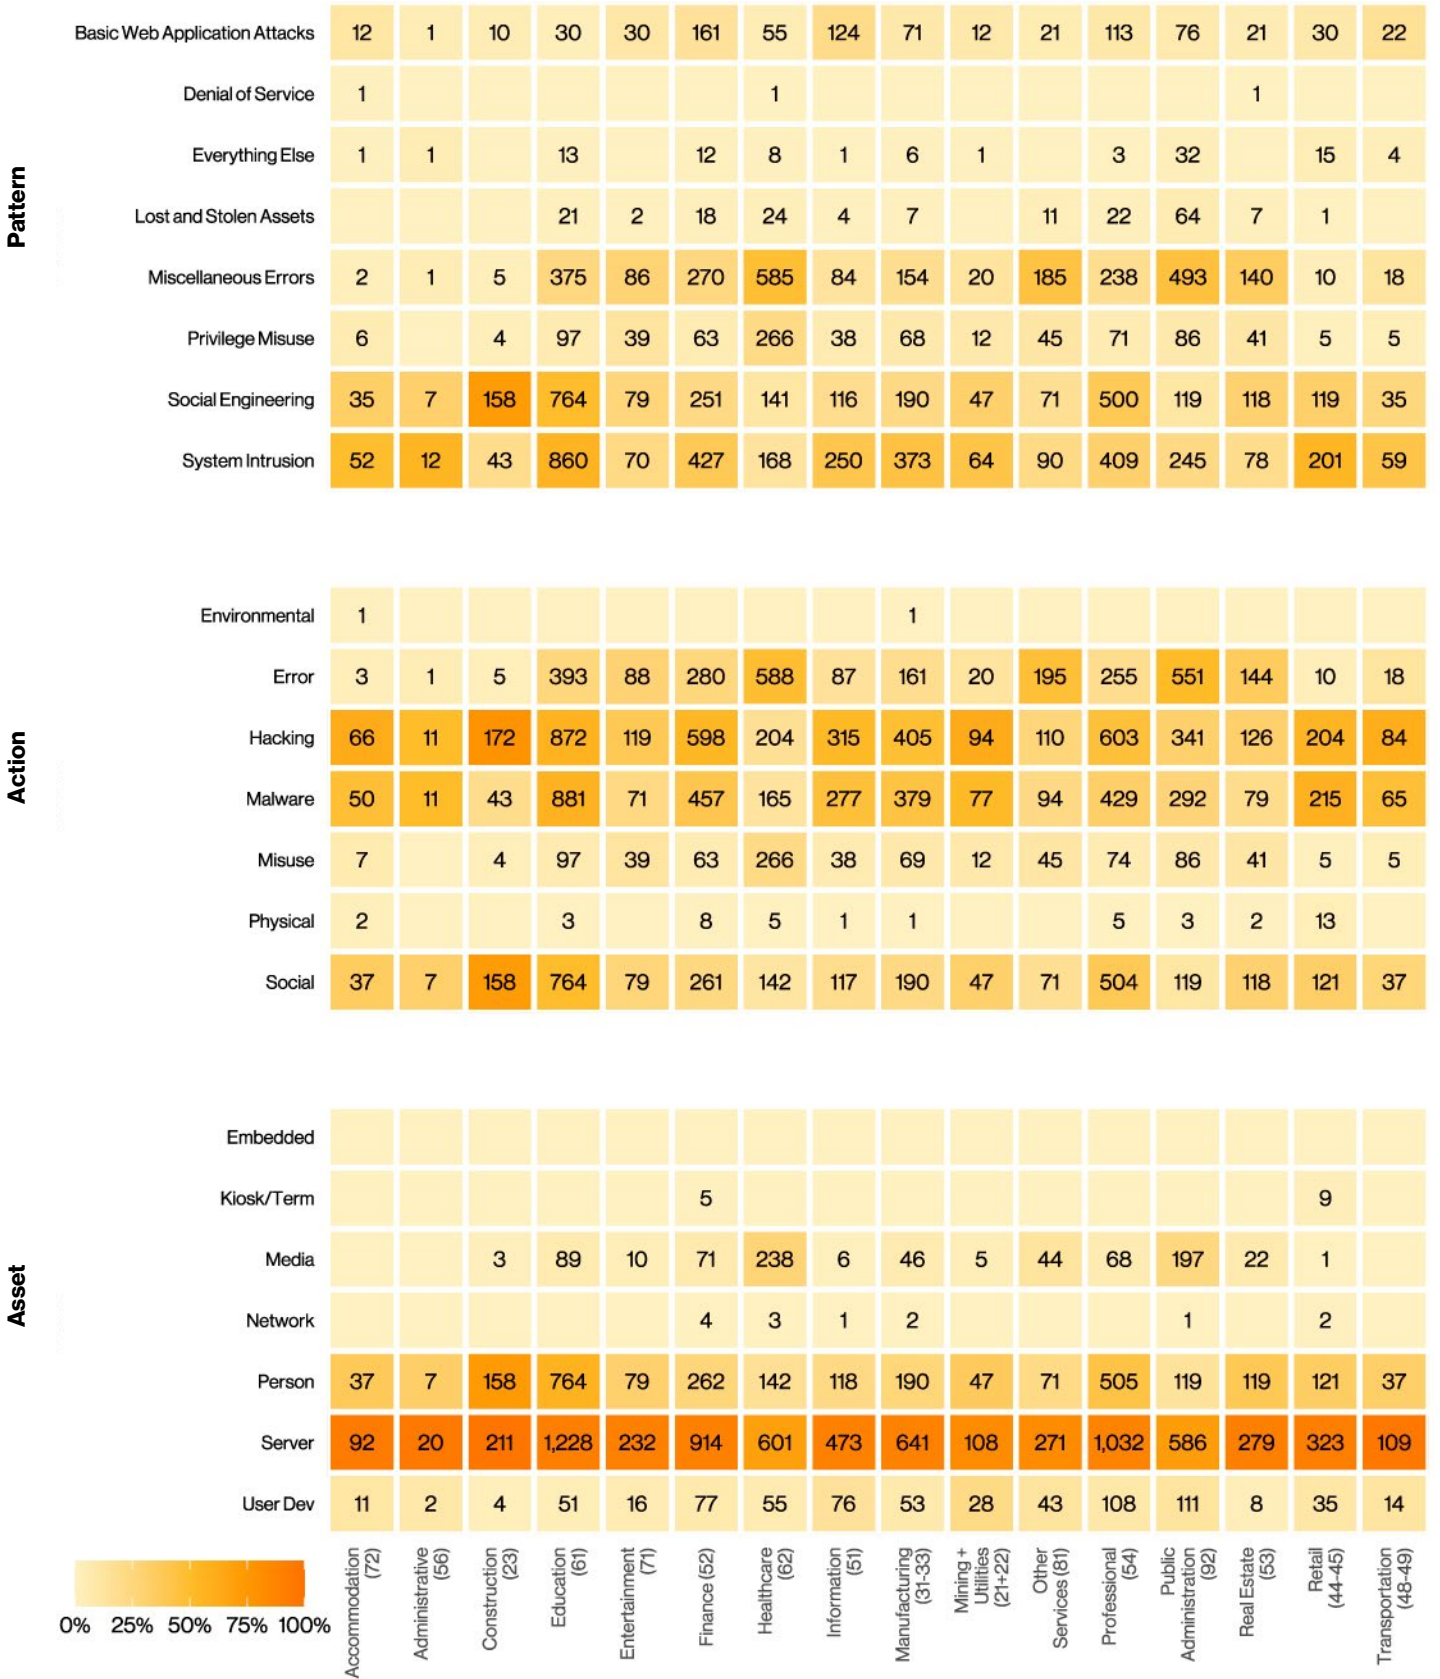 Pattern
Basic Web Application Attacks 12 1 10 30 30 161 55 124 71 12 21 113 76 21 30 22
Denial of Service 1 1 1
Everything Else 1 1 13 12 8 1 6 1 3 32 15 4
Lost and Stolen Assets 21 2 18 24 4 7 11 22 64 7 1
Miscellaneous Errors 2 1 5 375 86 270 585 84 154 20 185 238 493 140 10 18
Privilege Misuse 6 4 97 39 63 266 38 68 12 45 71 86 41 5 5
Social Engineering 35 7 158 764 79 251 141 116 190 47 71 500 119 118 119 35
System Intrusion 52 12 43 860 70 427 168 250 373 64 90 409 245 78 201 59
Action
Environmental 1 1
Error 3 1 5 393 88 280 588 87 161 20 195 255 551 144 10 18
Hacking 66 11 172 872 119 598 204 315 405 94 110 603 341 126 204 84
Malware 50 11 43 881 71 457 165 277 379 77 94 429 292 79 215 65
Misuse 7 4 97 39 63 266 38 69 12 45 74 86 41 5 5
Physical 2 3 8 5 1 1 5 3 2 13
Social 37 7 158 764 79 261 142 117 190 47 71 504 119 118 121 37
Asset
Embedded
Kiosk/Term 5 9
Media 3 89 10 71 238 6 46 5 44 68 197 22 1
Network 4 3 1 2 1 2
Person 37 7 158 764 79 262 142 118 190 47 71 505 119 119 121 37
Server 92 20 211 1,228 232 914 601 473 641 108 271 1,032 586 279 323 109
User Dev 11 2 4 51 16 77 55 76 53 28 43 108 111 8 35 14
0% 25% 50% 75% 100%
Accommodation
(72)
Administrative
(56)
Construction
(23)
Education
(61)
Entertainment
(71)
Finance (52)
Healthcare
(62)
Information
(51)
Manufacturing
(31-33)
Mining +
Utilities
(21+22)
Other
Services (81)
Professional
(54)
Public
Administration
(92)
Real Estate
(53)
Retail
(44-45)
Transportation
(48-49)